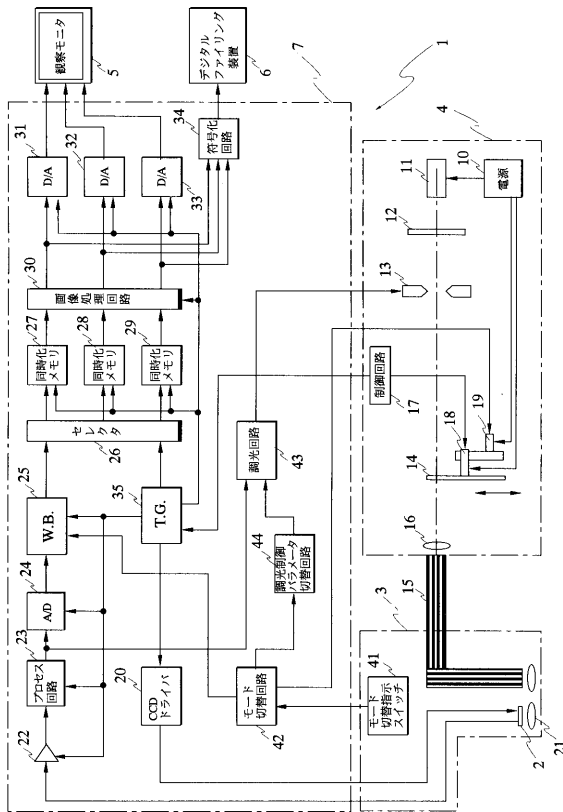 観察モニタ
5
デジタル
ファイリング
装置
6
7
1
31
D/A
32
D/A
D/A
33
34
符号化
回路
4
30
画像処理回路
27
同時化
メモリ
28
同時化
メモリ
29
同時化
メモリ
11
10
電源
12
13
セレクタ
26
制御回路
17
18
19
14
25
W.B.
35
T.G.
調光回路
43
44
調光制御
パラメータ
切替回路
16
15
24
A/D
23
プロセス
回路
22
20
CCD
ドライバ
モード
切替回路
42
3
41
モード
切替指示
スイッチ
2
21